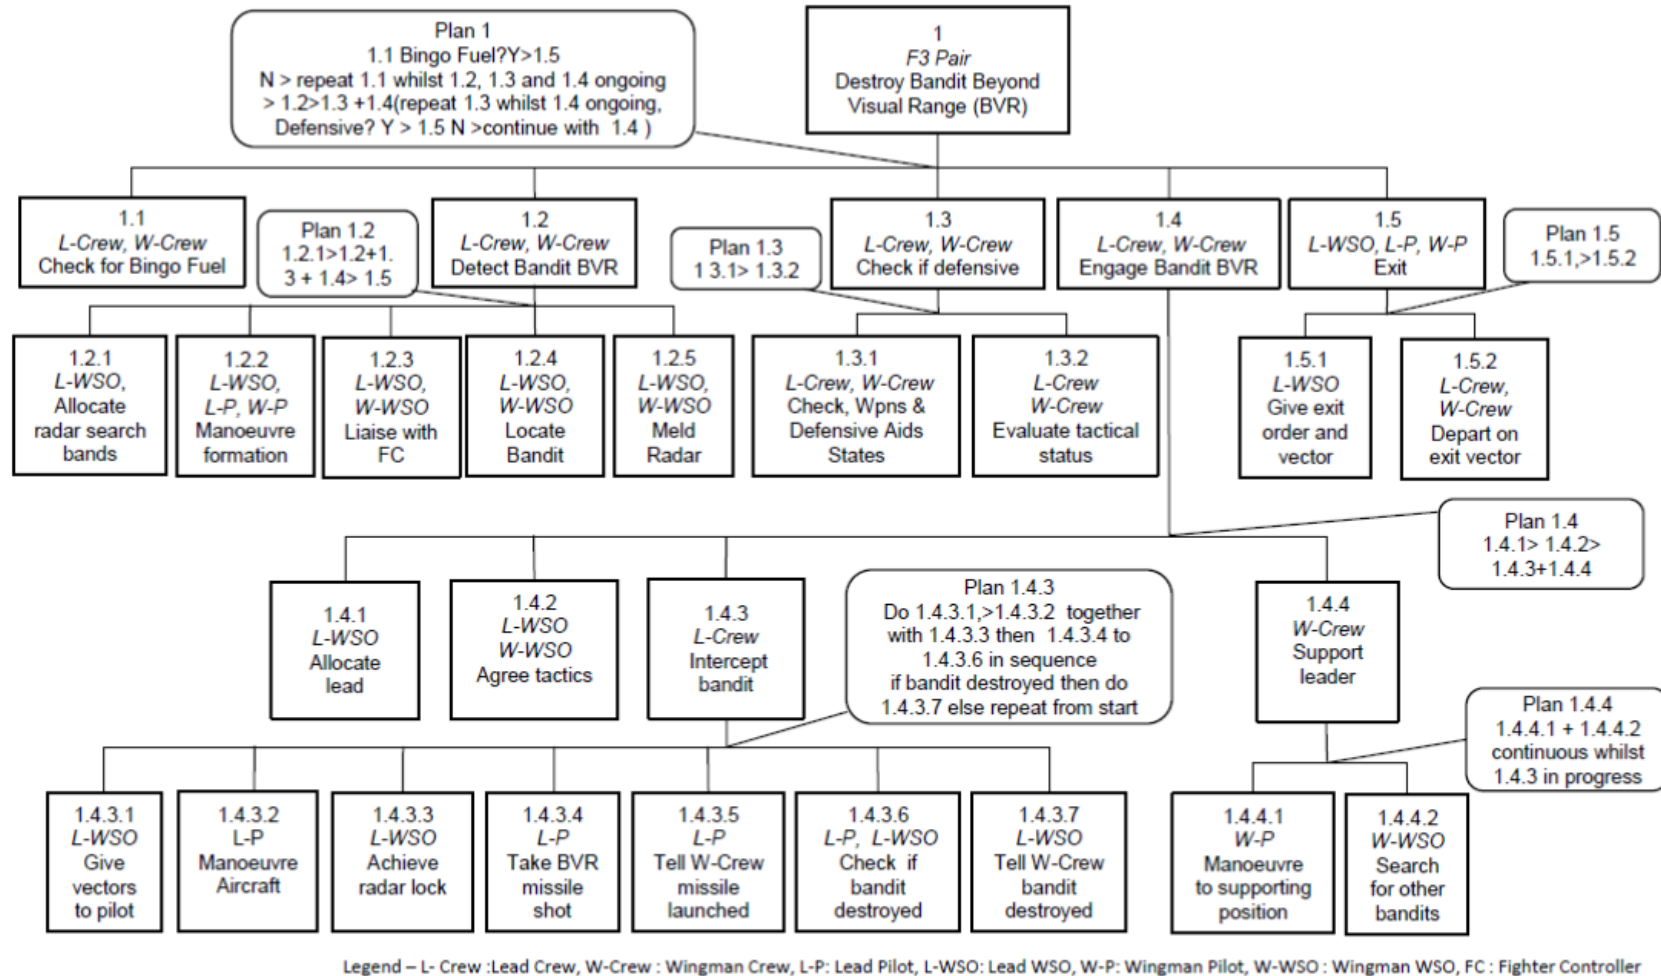 Plan 1
1.1 Bingo Fuel?Y>1.5
N > repeat 1.1 whilst 1.2, 1.3 and 1.4 ongoing
> 1.2>1.3 +1.4(repeat 1.3 whilst 1.4 ongoing,
Defensive? Y > 1.5 N >continue with 1.4 )
1
F3 Pair
Destroy Bandit Beyond
Visual Range (BVR)
1.1
L-Crew, W-Crew
Check for Bingo Fuel
Plan 1.2
1.2.1>1.2+1.
3 + 1.4> 1.5
1.2
L-Crew, W-Crew
Detect Bandit BVR
Plan 1.3
1 3.1> 1.3.2
1.3
L-Crew, W-Crew
Check if defensive
1.4
L-Crew, W-Crew
Engage Bandit BVR
1.5
L-WSO, L-P, W-P
Exit
Plan 1.5
1.5.1,>1.5.2
1.2.1
L-WSO,
Allocate
radar search
bands
1.2.2
L-WSO,
L-P, W-P
Manoeuvre
formation
1.2.3
L-WSO,
W-WSO
Liaise with
FC
1.2.4
L-WSO,
W-WSO
Locate
Bandit
1.2.5
L-WSO,
W-WSO
Meld
Radar
1.3.1
L-Crew, W-Crew
Check, Wpns &
Defensive Aids
States
1.3.2
L-Crew
W-Crew
Evaluate tactical
status
1.5.1
L-WSO
Give exit
order and
vector
1.5.2
L-Crew,
W-Crew
Depart on
exit vector
Plan 1.4
1.4.1> 1.4.2>
1.4.3+1.4.4
1.4.1
L-WSO
Allocate
lead
1.4.2
L-WSO
W-WSO
Agree tactics
1.4.3
L-Crew
Intercept
bandit
Plan 1.4.3
Do 1.4.3.1,>1.4.3.2 together
with 1.4.3.3 then 1.4.3.4 to
1.4.3.6 in sequence
if bandit destroyed then do
1.4.3.7 else repeat from start
1.4.4
W-Crew
Support
leader
Plan 1.4.4
1.4.4.1 + 1.4.4.2
continuous whilst
1.4.3 in progress
1.4.3.1
L-WSO
Give
vectors
to pilot
1.4.3.2
L-P
Manoeuvre
Aircraft
1.4.3.3
L-WSO
Achieve
radar lock
1.4.3.4
L-P
Take BVR
missile
shot
1.4.3.5
L-P
Tell W-Crew
missile
launched
1.4.3.6
L-P, L-WSO
Check if
bandit
destroyed
1.4.3.7
L-WSO
Tell W-Crew
bandit
destroyed
1.4.4.1
W-P
Manoeuvre
to supporting
position
1.4.4.2
W-WSO
Search
for other
bandits
Legend – L- Crew :Lead Crew, W-Crew : Wingman Crew, L-P: Lead Pilot, L-WSO: Lead WSO, W-P: Wingman Pilot, W-WSO : Wingman WSO, FC : Fighter Controller